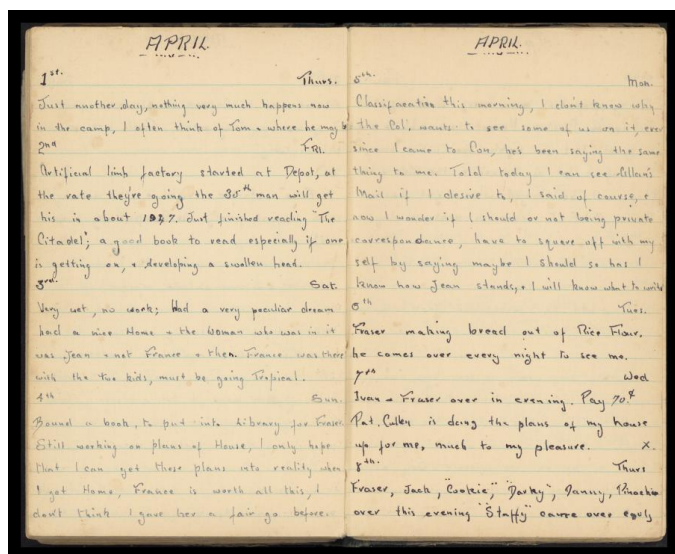 APRIL.
1st. Thurs.
Just another day, nothing very much happens now
in the camp, I often think of Tom + where he may b
2nd FRI.
Artificial limb factory started at Depot, at
the rate they're going the 35th man will get
his in about 1947. Just finished reading "The
Citadel", a good book to read especially if one
is getting on, + developing a swollen head.
3rd. Sat.
Very wet, no work; Had a very peculiar dream
had a nice Home + the Woman who was in it
was Jean + not France + then France was there
with the two kids, must be going Tropical.
4th Sun.
Bound a book, to put into Library for Fraser.
Still working on plans of House, I only hope
that I can get these plans into reality when
I get Home, France is worth all this, I
don't think I gave her a fair go before.
APRIL.
5th. Mon.
Classifacation this morning, I don't know why
the Col. wants to see some of us on it, ever
since I came to Con, he's been saying the same
thing to me. Told today I can see Gillan's
Mail if I desire to, I said of course, +
now I wonder if I should or not being private
correspondance, have to square off with my
self by saying maybe I should so has I
know how Jean stands, + I will know what to write
6th Tues.
Fraser making bread out of Rice Flour.
he comes over every night to see me.
7th Wed
Ivan + Fraser over in evening. Pay 70¢
Pat. Culley is doing the plans of my house
up for me, much to my pleasure. X.
8th. Thurs
Fraser, Jack, "Cookie", "Darky", Danny, Pinochio
over this evening "Staffy" came over early